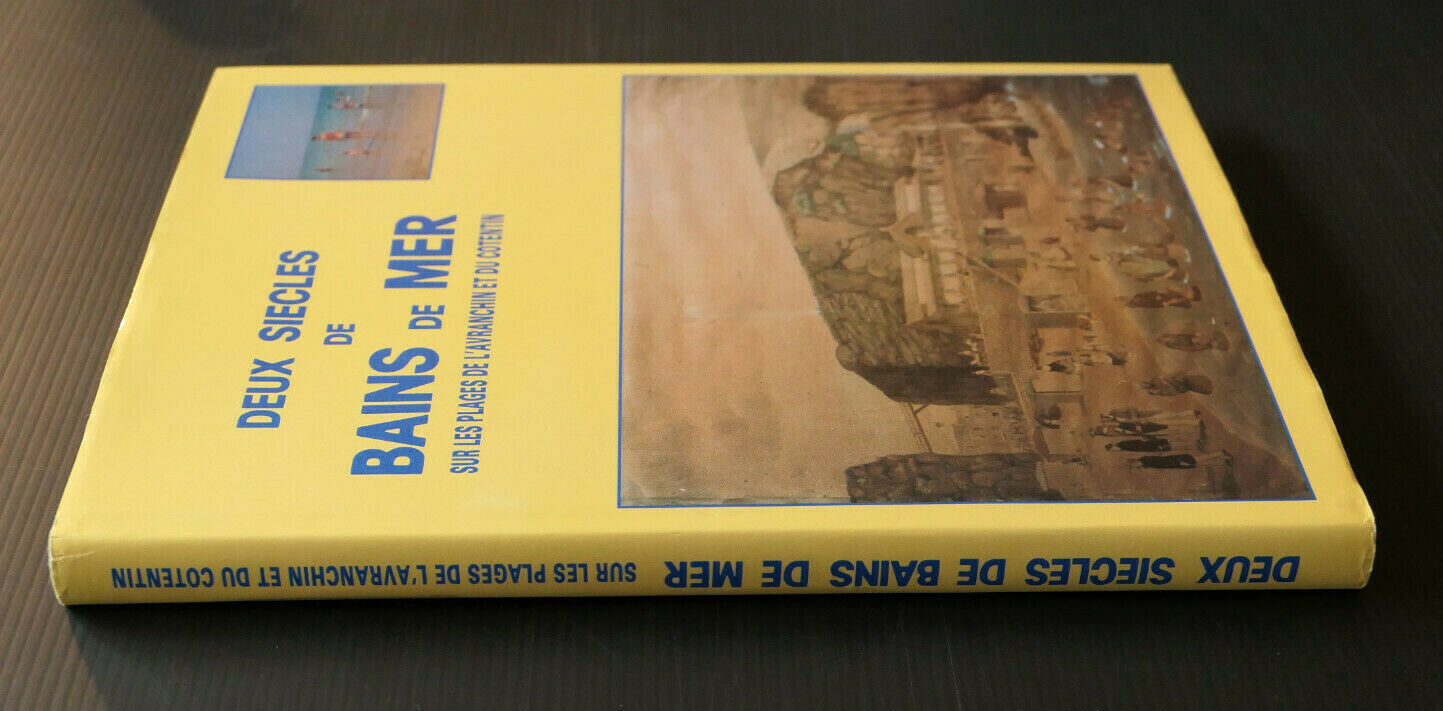 DEUX SIECLES
DE
BAINS DE MER
SUR LES PLAGES DE L'AVRANCHIN ET DU COTENTIN
DEUX SIECLES DE BAINS DE MER SUR LES PLAGES DE L'AVRANCHIN ET DU COTENTIN